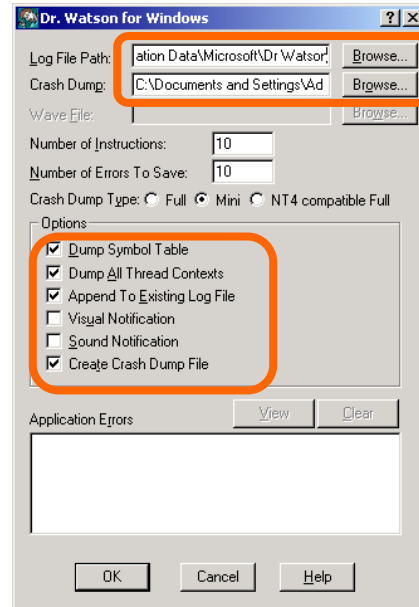 Dr. Watson for Windows
Log File Path: ation Data\Microsoft\Dr Watson\ Browse...
Crash Dump: C:\Documents and Settings\Ad Browse...
Wave File: Browse...
Number of Instructions: 10
Number of Errors To Save: 10
Crash Dump Type: Full Mini NT4 compatible Full
Options
Dump Symbol Table
Dump All Thread Contexts
Append To Existing Log File
Visual Notification
Sound Notification
Create Crash Dump File
Application Errors View Clear
OK Cancel Help